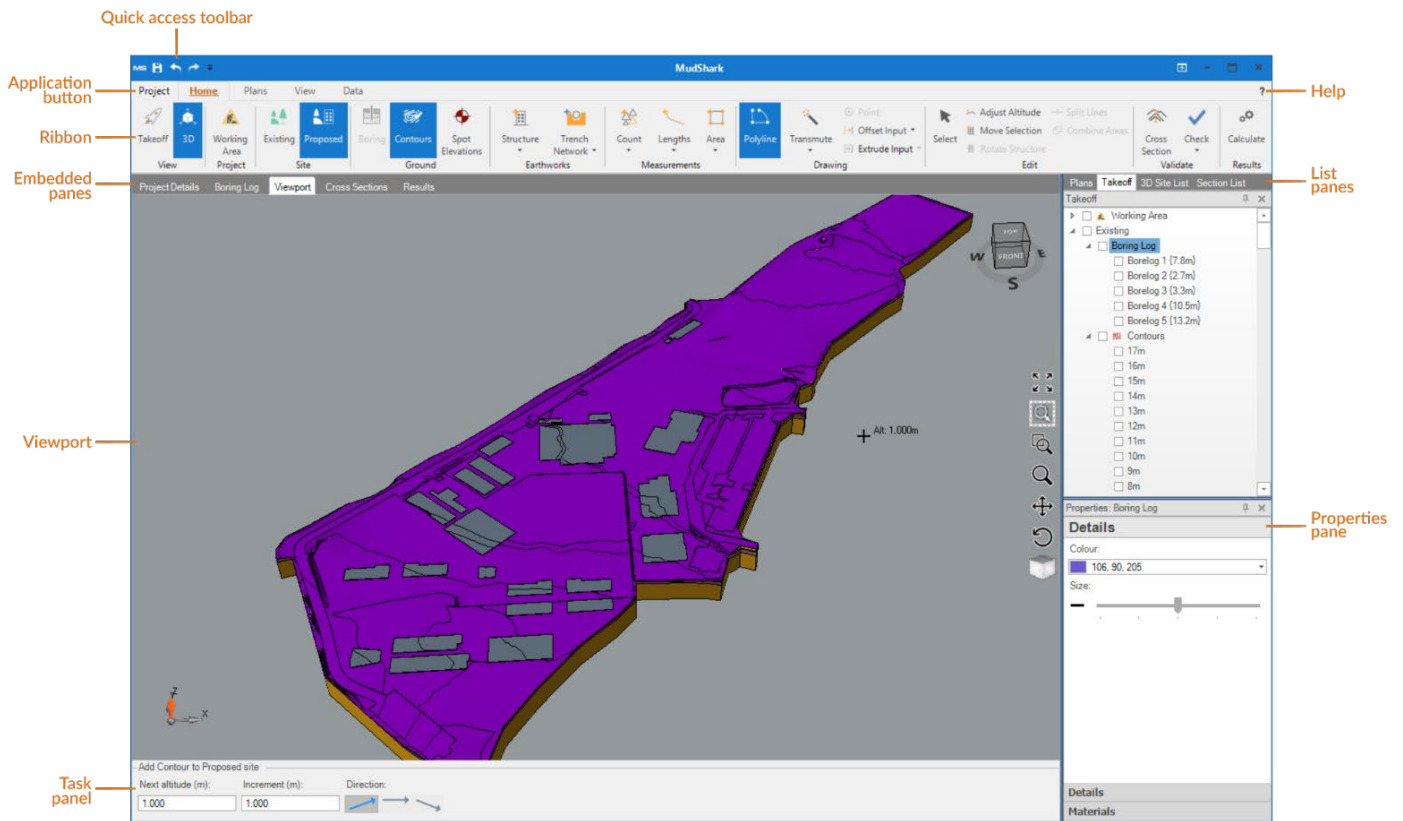 Quick access toolbar
MS
MudShark
Application
button
Project Home Plans View Data
?
Help
Ribbon
Takeoff
3D
Working
Area
Existing
Proposed
Boring
Contours
Spot
Elevations
Structure
Trench
Network
Count
Lengths
Area
Polyline
Transmute
Point
Offset Input
Extrude Input
Select
Adjust Altitude
Move Selection
Rotate Structure
Split Lines
Combine Areas
Cross
Section
Check
Calculate
View Project Site Ground Earthworks Measurements Drawing Edit Validate Results
Embedded
panes
Project Details Boring Log Viewport Cross Sections Results
Plans Takeoff 3D Site List Section List
List
panes
Takeoff
Working Area
Existing
Boring Log
Borelog 1 {7.8m}
Borelog 2 {2.7m}
Borelog 3 {3.3m}
Borelog 4 {10.5m}
Borelog 5 {13.2m}
Contours
17m
16m
15m
14m
13m
12m
11m
10m
9m
8m
TOP
FRONT
W
E
S
Viewport
Alt: 1.000m
Properties: Boring Log
Details
Properties
pane
Colour:
106, 90, 205
Size:
Z
X
Add Contour to Proposed site
Task
panel
Next altitude (m): Increment (m): Direction:
1.000 1.000
Details
Materials